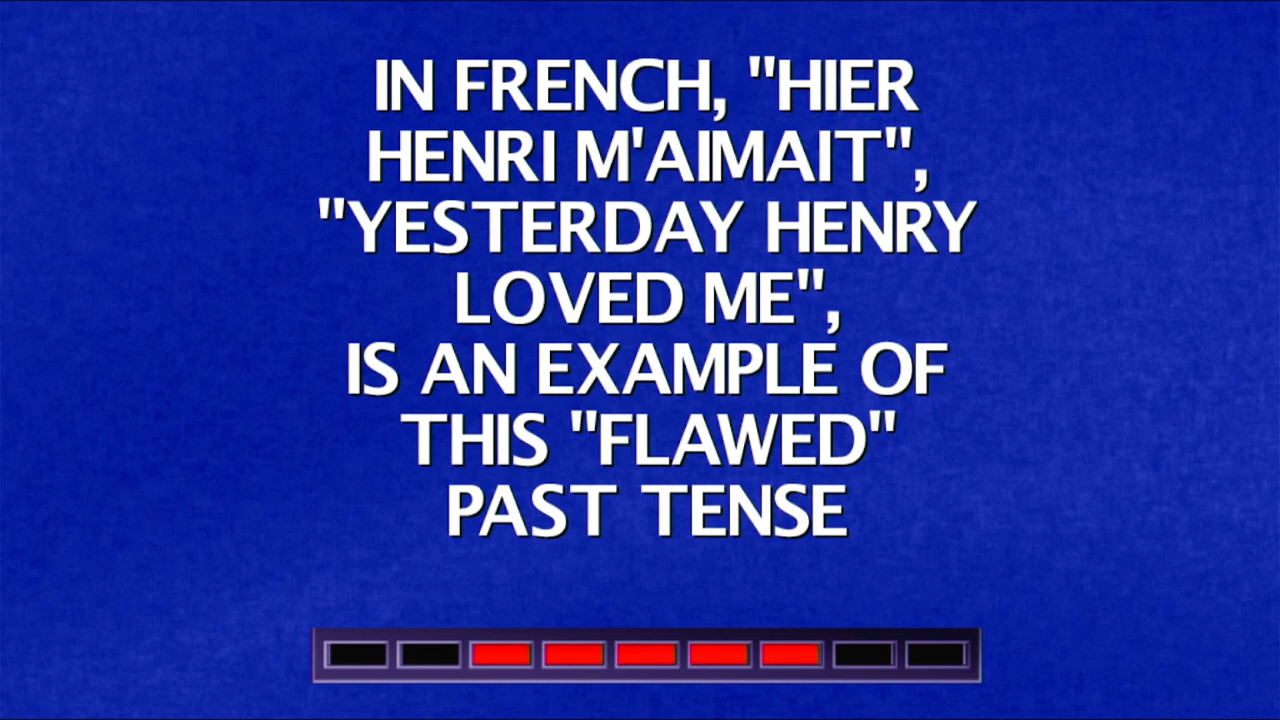 IN FRENCH, "HIER
HENRI M'AIMAIT",
"YESTERDAY HENRY
LOVED ME",
IS AN EXAMPLE OF
THIS "FLAWED"
PAST TENSE